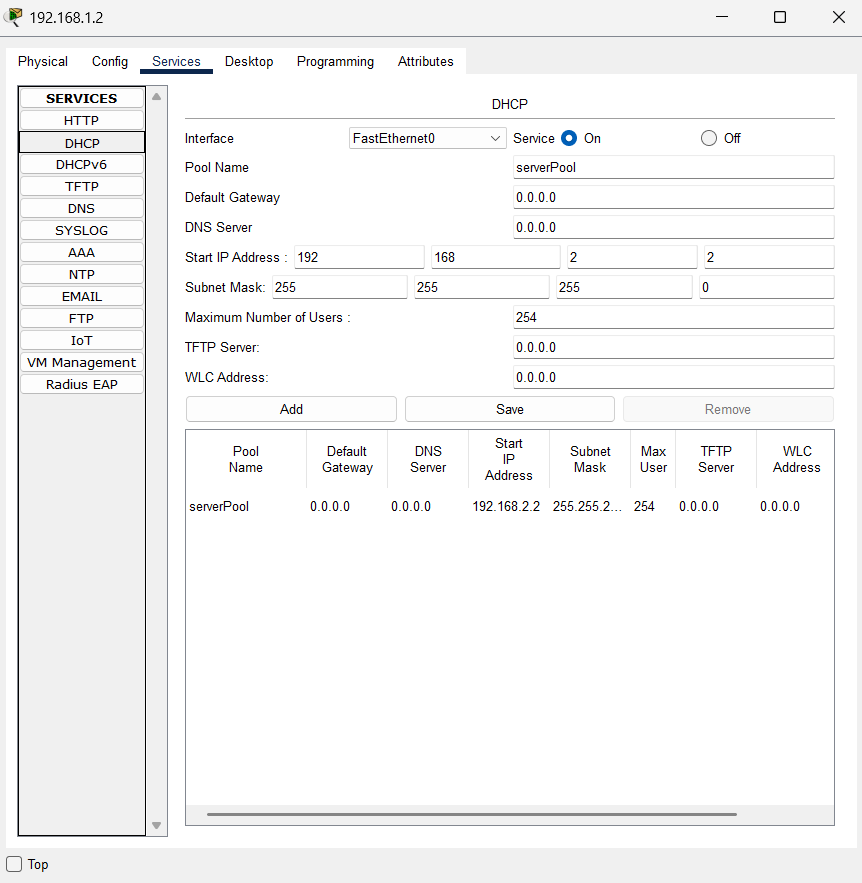 192.168.1.2
Physical Config Services Desktop Programming Attributes
SERVICES
HTTP
DHCP
DHCPv6
TFTP
DNS
SYSLOG
AAA
NTP
EMAIL
FTP
IoT
VM Management
Radius EAP
DHCP
Interface FastEthernet0 Service On Off
Pool Name serverPool
Default Gateway 0.0.0.0
DNS Server 0.0.0.0
Start IP Address : 192 168 2 2
Subnet Mask: 255 255 255 0
Maximum Number of Users : 254
TFTP Server: 0.0.0.0
WLC Address: 0.0.0.0
Add Save Remove
Pool Name Default Gateway DNS Server Start IP Address Subnet Mask Max User TFTP Server WLC Address
serverPool 0.0.0.0 0.0.0.0 192.168.2.2 255.255.2... 254 0.0.0.0 0.0.0.0
Top